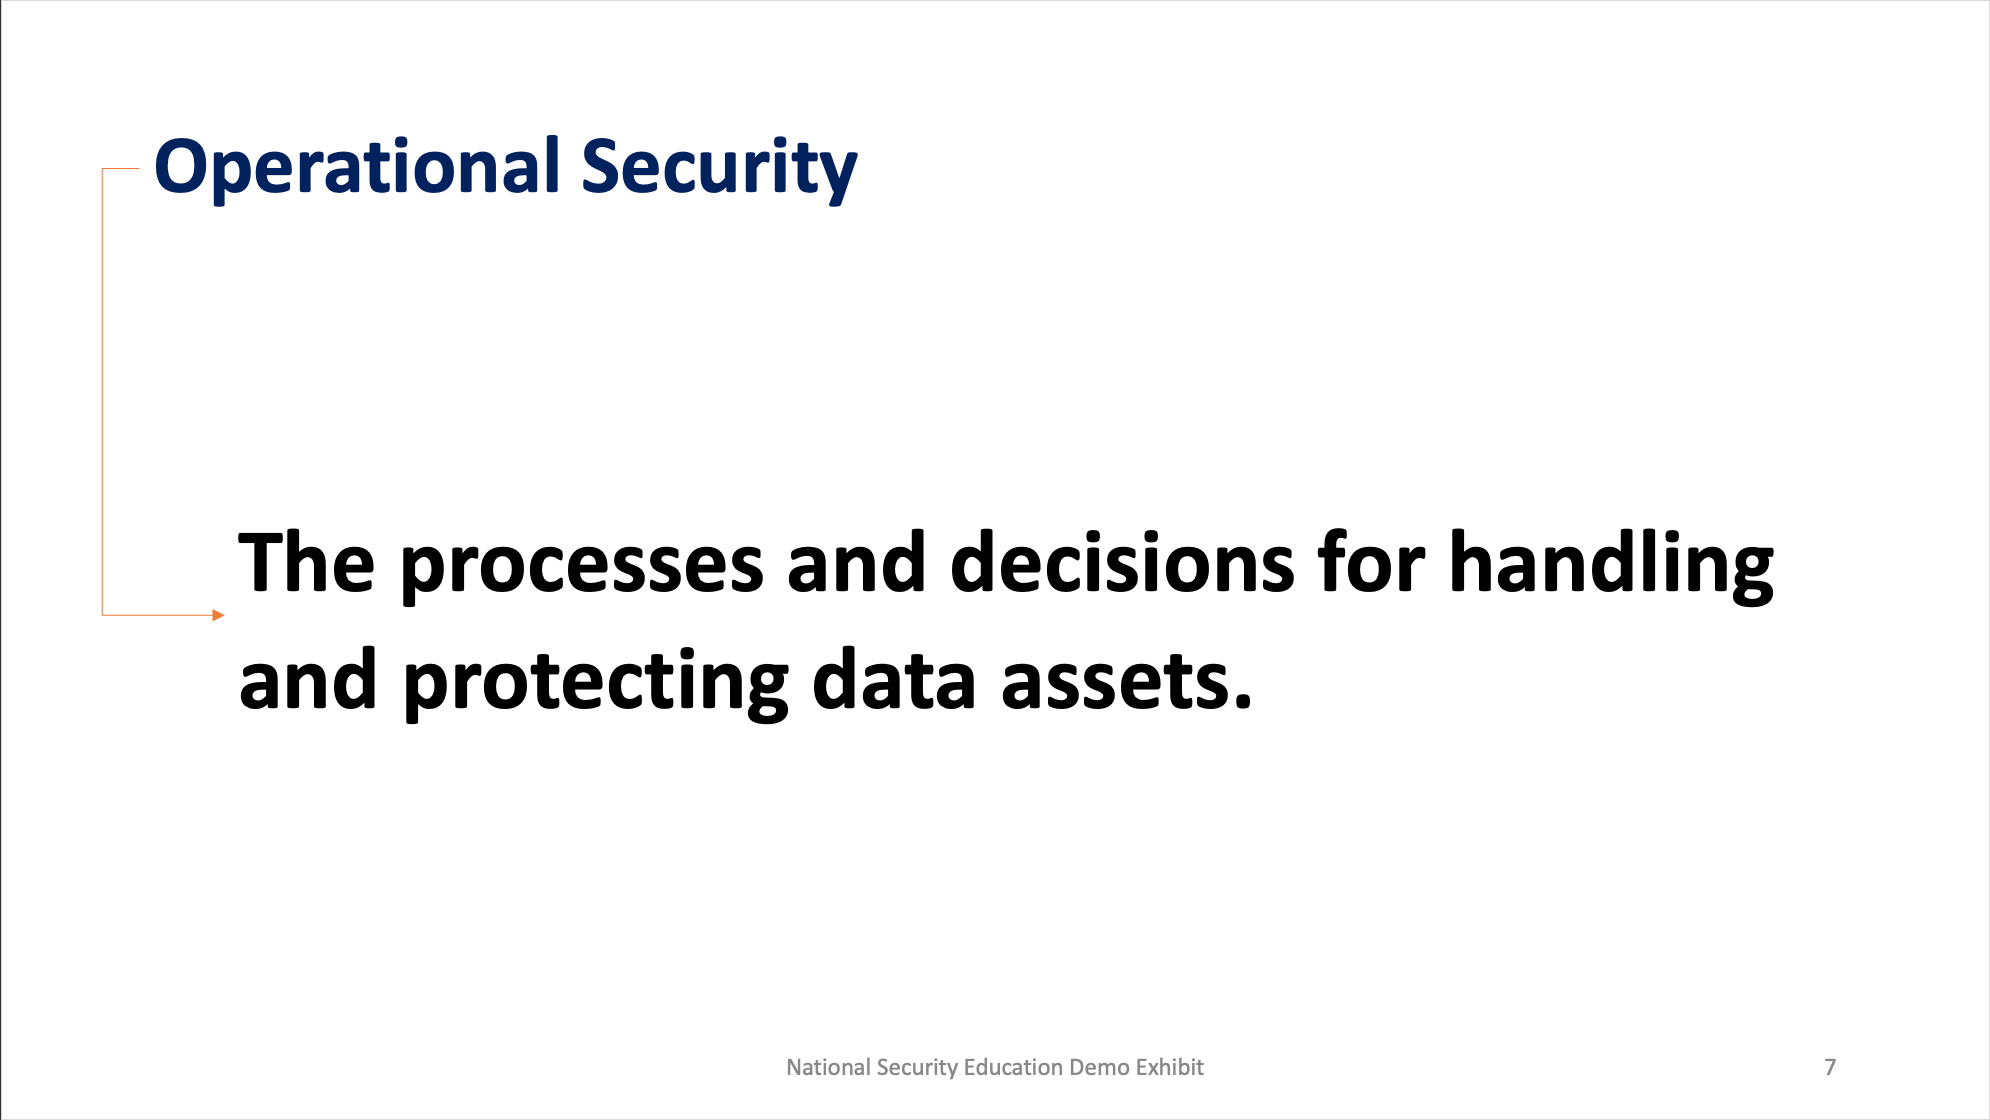 Operational Security
The processes and decisions for handling
and protecting data assets.
National Security Education Demo Exhibit
7